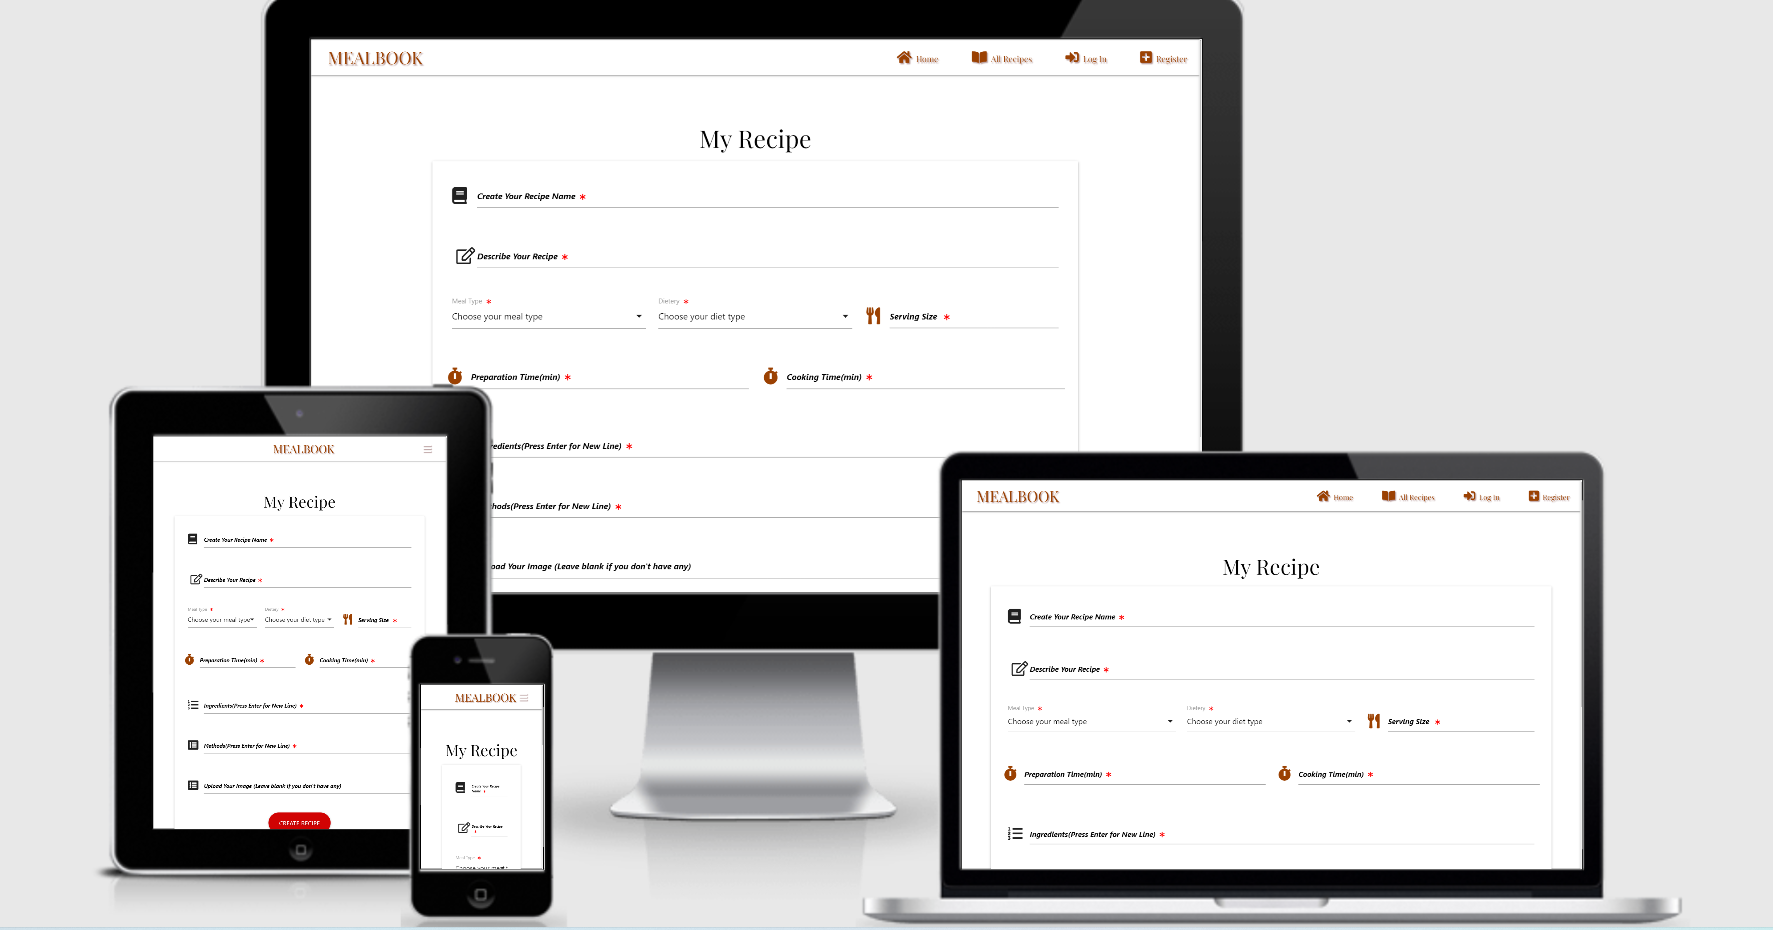 MEALBOOK
Home All Recipes Log In Register
My Recipe
Create Your Recipe Name *
Describe Your Recipe *
Meal Type * Dietery *
Choose your meal type Choose your diet type Serving Size *
Preparation Time(min) * Cooking Time(min) *
redients(Press Enter for New Line) *
hods(Press Enter for New Line) *
oad Your Image (Leave blank if you don't have any)
MEALBOOK
My Recipe
Create Your Recipe Name *
Describe Your Recipe *
Meal Type * Dietery *
Choose your meal type Choose your diet type Serving Size *
Preparation Time(min) * Cooking Time(min) *
Ingredients(Press Enter for New Line) *
Methods(Press Enter for New Line) *
Upload Your Image (Leave blank if you don't have any)
CREATE RECIPE
MEALBOOK
My Recipe
Create Your Recipe
Name *
Describe Your Recipe
*
Meal Type *
Choose your meal t
MEALBOOK
Home All Recipes Log In Register
My Recipe
Create Your Recipe Name *
Describe Your Recipe *
Meal Type * Dietery *
Choose your meal type Choose your diet type Serving Size *
Preparation Time(min) * Cooking Time(min) *
Ingredients(Press Enter for New Line) *